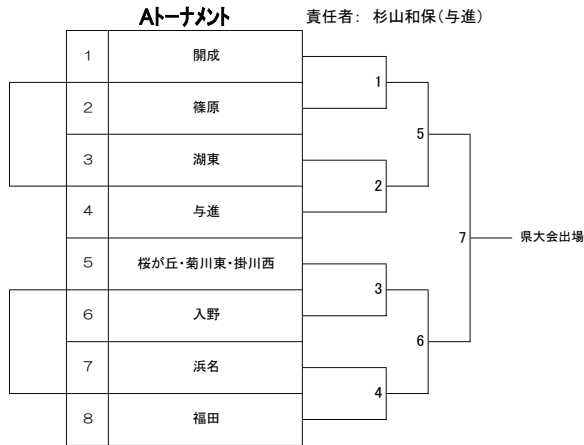 Aトーナメント 責任者: 杉山和保(与進)
1 開成
2 篠原
3 湖東
4 与進
5 桜が丘・菊川東・掛川西
6 入野
7 浜名
8 福田
1
2
3
4
5
6
7
県大会出場